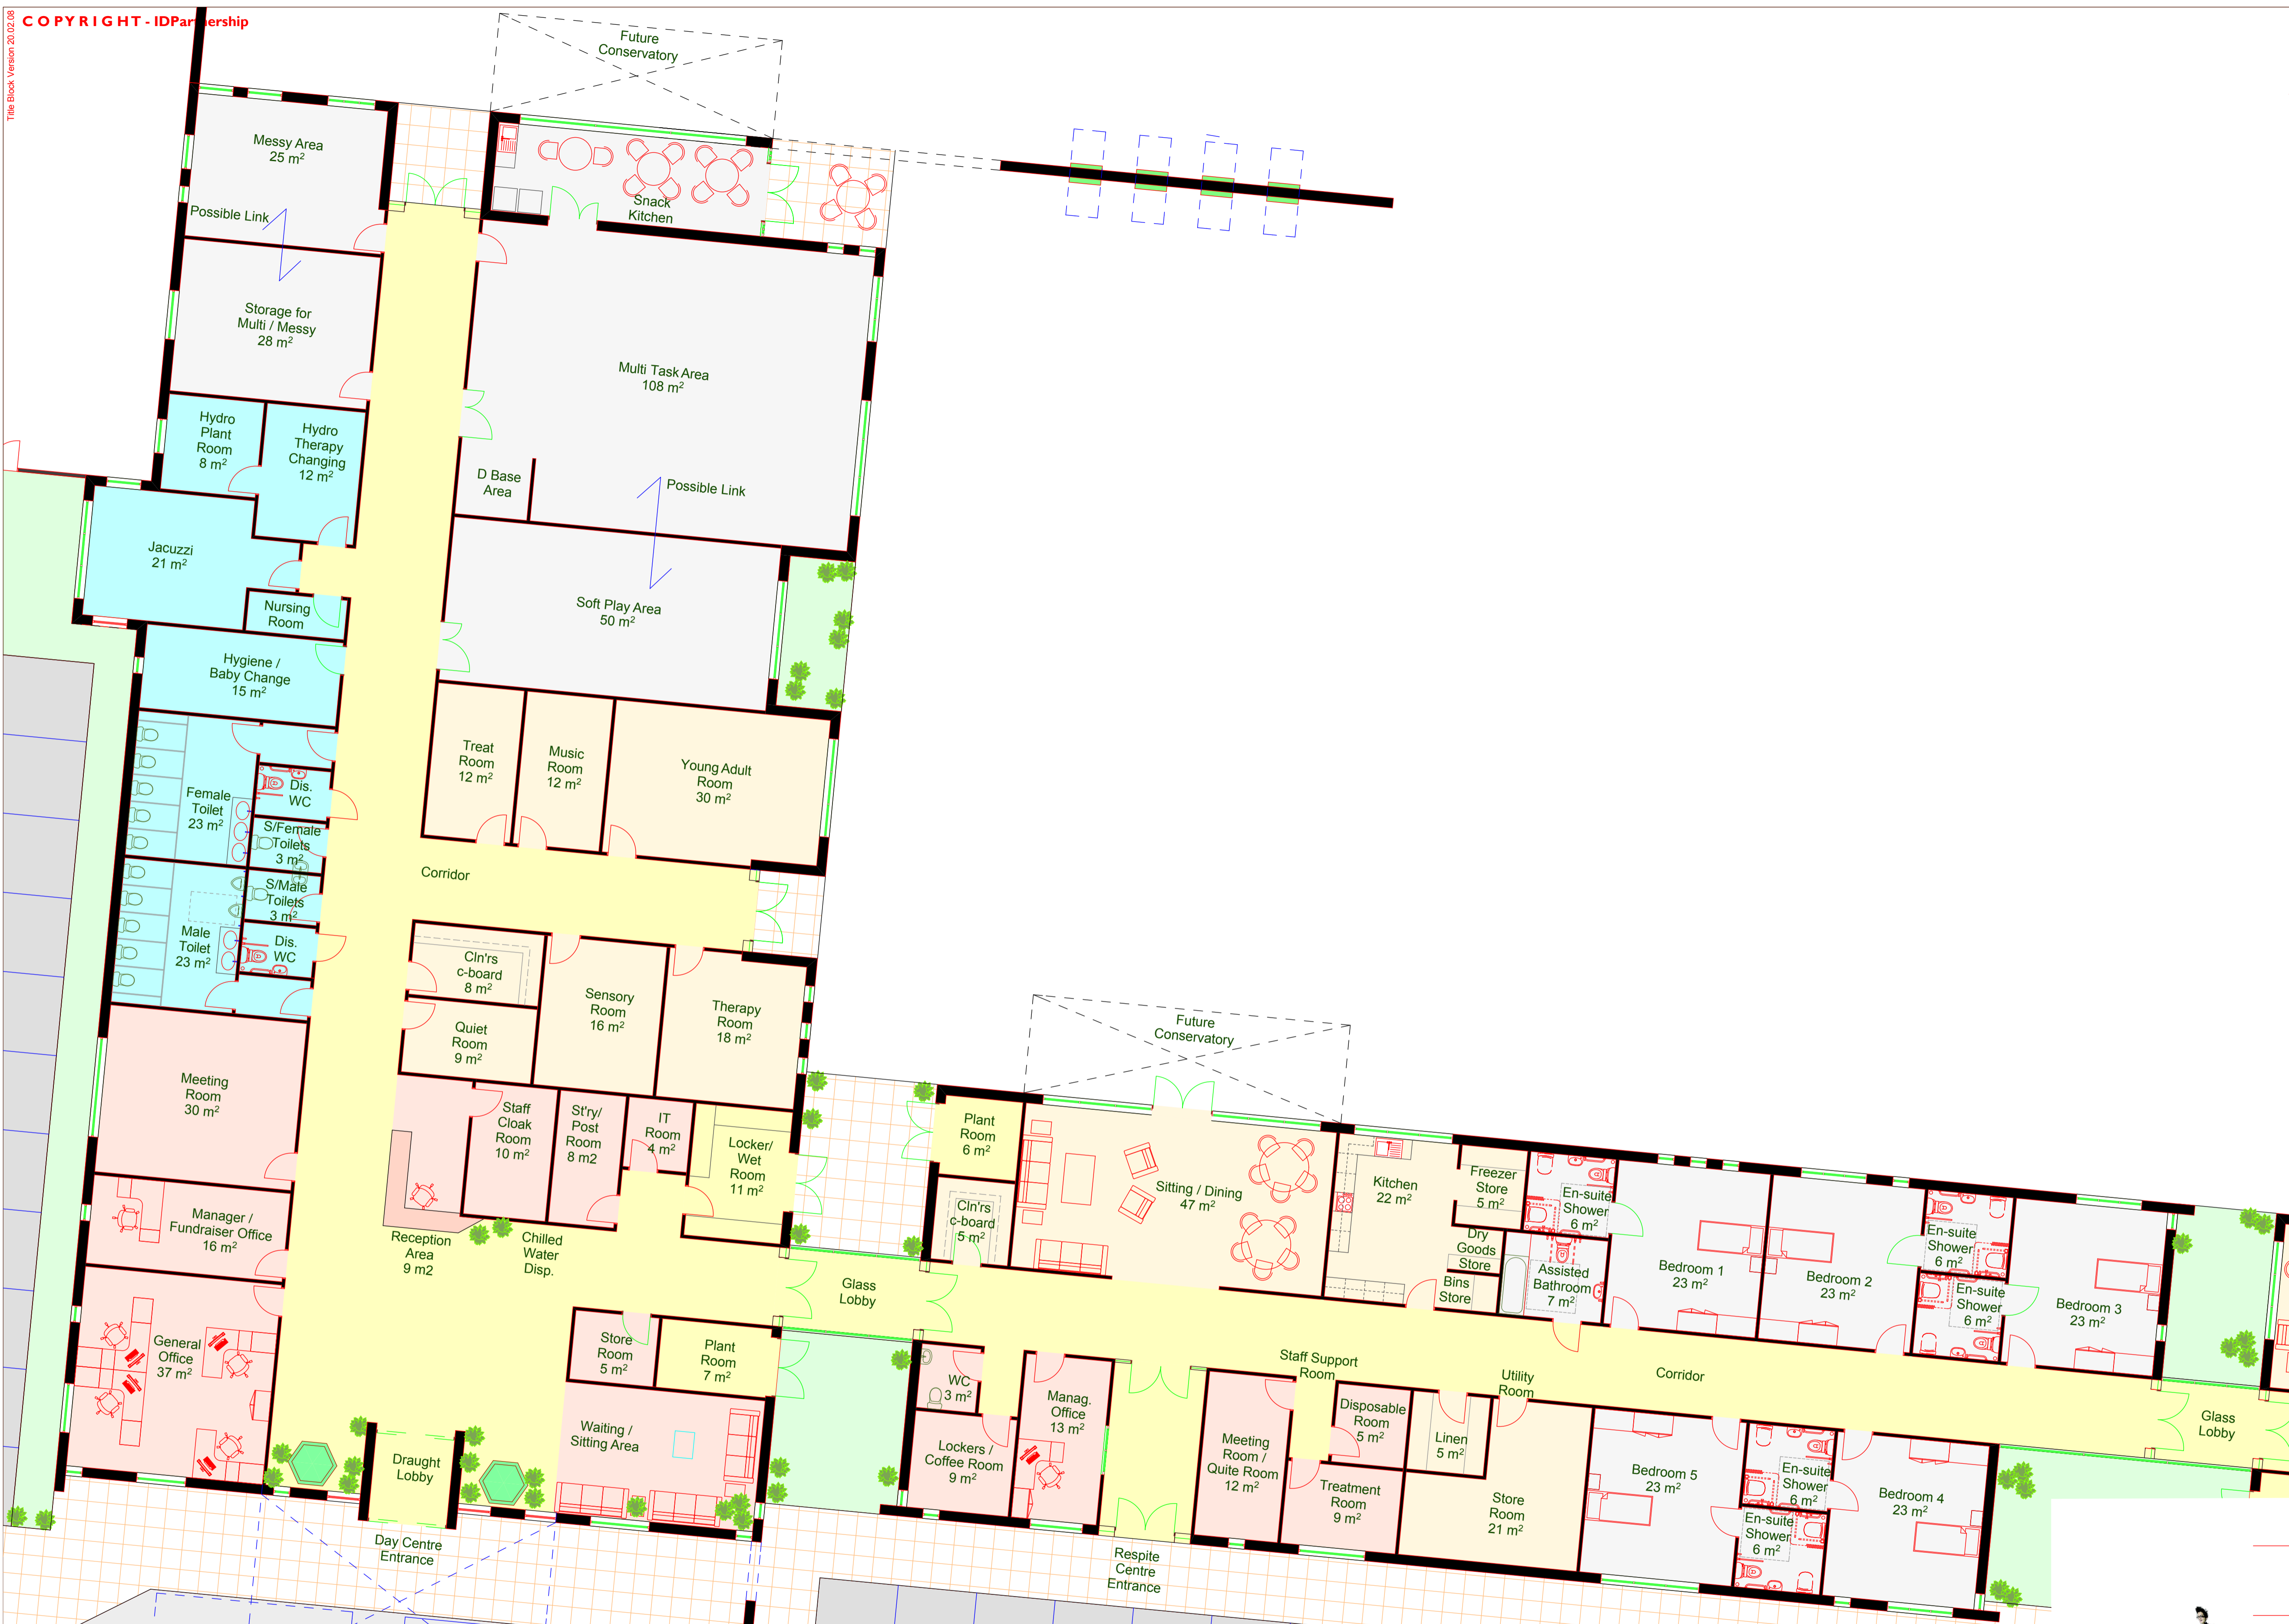 COPYRIGHT - IDPartnership
Title Block Version 20.02.08
Future
Conservatory
Messy Area
25 m²
Possible Link
Snack
Kitchen
Storage for
Multi / Messy
28 m²
Multi Task Area
108 m²
Hydro
Plant
Room
8 m²
Hydro
Therapy
Changing
12 m²
D Base
Area
Possible Link
Jacuzzi
21 m²
Nursing
Room
Soft Play Area
50 m²
Hygiene /
Baby Change
15 m²
Treat
Room
12 m²
Music
Room
12 m²
Young Adult
Room
30 m²
Female
Toilet
23 m²
Dis.
WC
S/Female
Toilets
3 m²
S/Male
Toilets
3 m²
Male
Toilet
23 m²
Dis.
WC
Corridor
Cln'rs
c-board
8 m²
Quiet
Room
9 m²
Sensory
Room
16 m²
Therapy
Room
18 m²
Meeting
Room
30 m²
Staff
Cloak
Room
10 m²
St'ry/
Post
Room
8 m2
IT
Room
4 m²
Locker/
Wet
Room
11 m²
Manager /
Fundraiser Office
16 m²
Reception
Area
9 m2
Chilled
Water
Disp.
General
Office
37 m²
Store
Room
5 m²
Plant
Room
7 m²
Waiting /
Sitting Area
Draught
Lobby
Day Centre
Entrance
Glass
Lobby
Future
Conservatory
Plant
Room
6 m²
Cln'rs
c-board
5 m²
Sitting / Dining
47 m²
Kitchen
22 m²
Freezer
Store
5 m²
Dry
Goods
Store
Bins
Store
En-suite
Shower
6 m²
Assisted
Bathroom
7 m²
Bedroom 1
23 m²
Bedroom 2
23 m²
En-suite
Shower
6 m²
En-suite
Shower
6 m²
Bedroom 3
23 m²
WC
3 m²
Lockers /
Coffee Room
9 m²
Manag.
Office
13 m²
Respite
Centre
Entrance
Meeting
Room /
Quite Room
12 m²
Staff Support
Room
Disposable
Room
5 m²
Treatment
Room
9 m²
Linen
5 m²
Utility
Room
Store
Room
21 m²
Corridor
Bedroom 5
23 m²
En-suite
Shower
6 m²
En-suite
Shower
6 m²
Bedroom 4
23 m²
Glass
Lobby